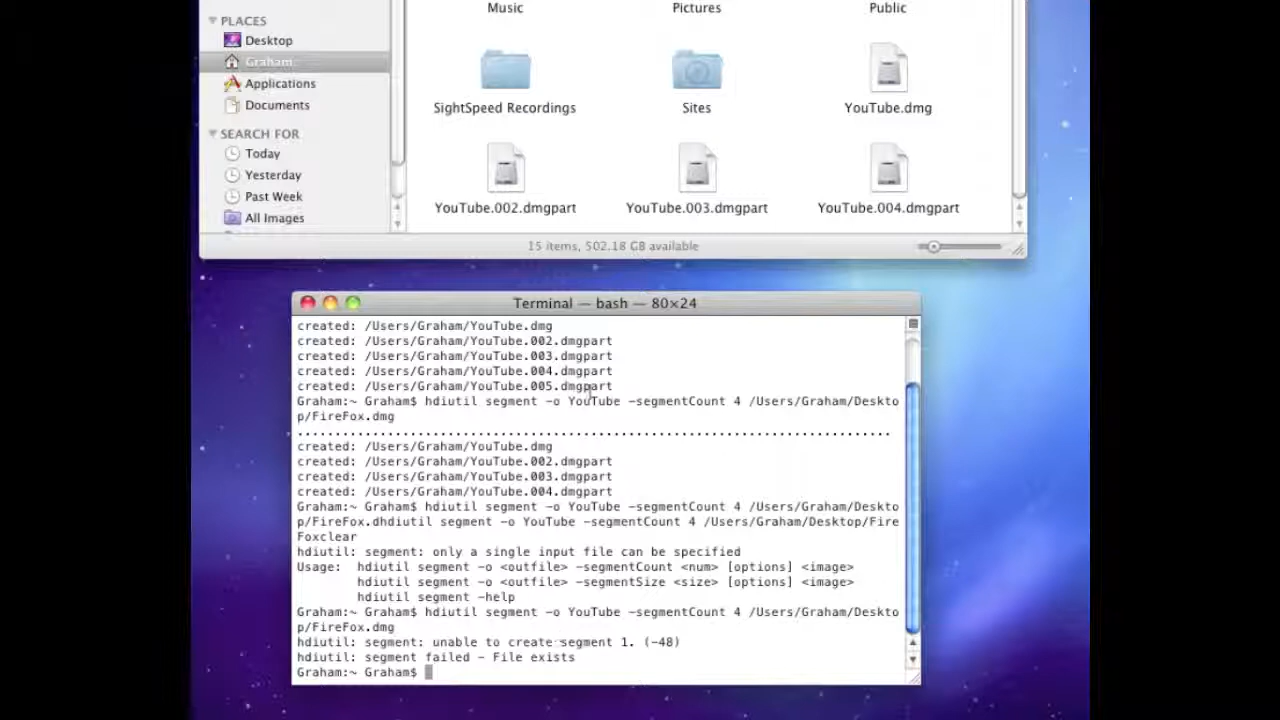 Music Pictures Public
PLACES
Desktop
Graham
Applications
Documents
SightSpeed Recordings Sites YouTube.dmg
SEARCH FOR
Today
Yesterday
Past Week
All Images
YouTube.002.dmgpart YouTube.003.dmgpart YouTube.004.dmgpart
15 items, 502.18 GB available
Terminal — bash — 80×24
created: /Users/Graham/YouTube.dmg
created: /Users/Graham/YouTube.002.dmgpart
created: /Users/Graham/YouTube.003.dmgpart
created: /Users/Graham/YouTube.004.dmgpart
created: /Users/Graham/YouTube.005.dmgpart
Graham:~ Graham$ hdiutil segment -o YouTube -segmentCount 4 /Users/Graham/Deskto
p/FireFox.dmg
...............................................................................
created: /Users/Graham/YouTube.dmg
created: /Users/Graham/YouTube.002.dmgpart
created: /Users/Graham/YouTube.003.dmgpart
created: /Users/Graham/YouTube.004.dmgpart
Graham:~ Graham$ hdiutil segment -o YouTube -segmentCount 4 /Users/Graham/Deskto
p/FireFox.dhdiutil segment -o YouTube -segmentCount 4 /Users/Graham/Desktop/Fire
Foxclear
hdiutil: segment: only a single input file can be specified
Usage: hdiutil segment -o <outfile> -segmentCount <num> [options] <image>
hdiutil segment -o <outfile> -segmentSize <size> [options] <image>
hdiutil segment -help
Graham:~ Graham$ hdiutil segment -o YouTube -segmentCount 4 /Users/Graham/Deskto
p/FireFox.dmg
hdiutil: segment: unable to create segment 1. (-48)
hdiutil: segment failed - File exists
Graham:~ Graham$